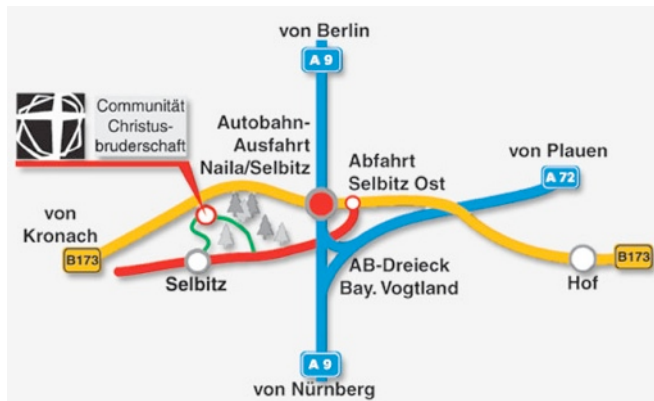 von Berlin
A 9
Communität
Christus-
bruderschaft
Autobahn-
Ausfahrt
Naila/Selbitz
Abfahrt
Selbitz Ost
von Plauen
A 72
von
Kronach
B173
Selbitz
AB-Dreieck
Bay. Vogtland
Hof
B173
A 9
von Nürnberg